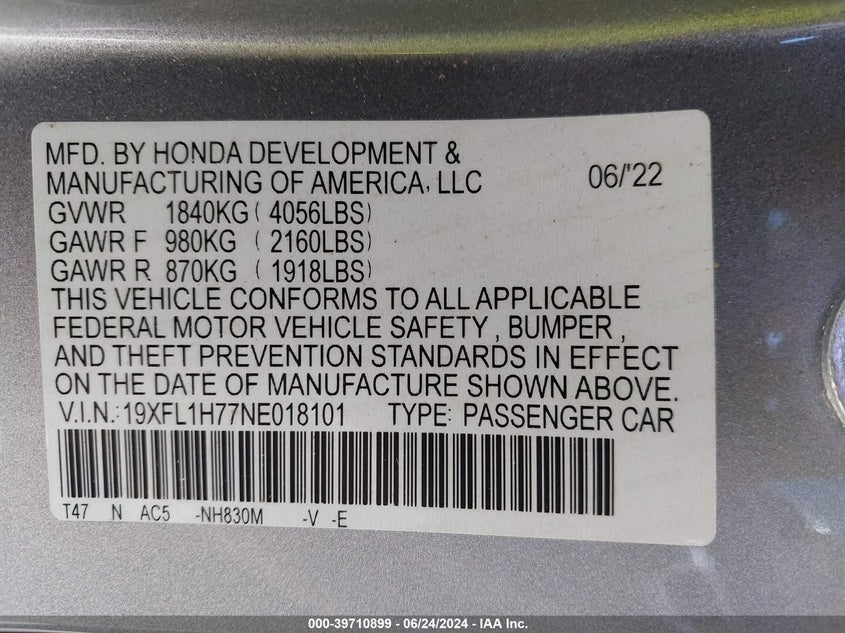 MFD. BY HONDA DEVELOPMENT &
MANUFACTURING OF AMERICA, LLC 06/'22
GVWR 1840KG ( 4056LBS)
GAWR F 980KG ( 2160LBS)
GAWR R 870KG ( 1918LBS)
THIS VEHICLE CONFORMS TO ALL APPLICABLE
FEDERAL MOTOR VEHICLE SAFETY , BUMPER ,
AND THEFT PREVENTION STANDARDS IN EFFECT
ON THE DATE OF MANUFACTURE SHOWN ABOVE.
V.I.N.:19XFL1H77NE018101 TYPE: PASSENGER CAR
T47 N AC5 -NH830M -V -E
000-39710899 / 06/24/2024 - IAA Inc.